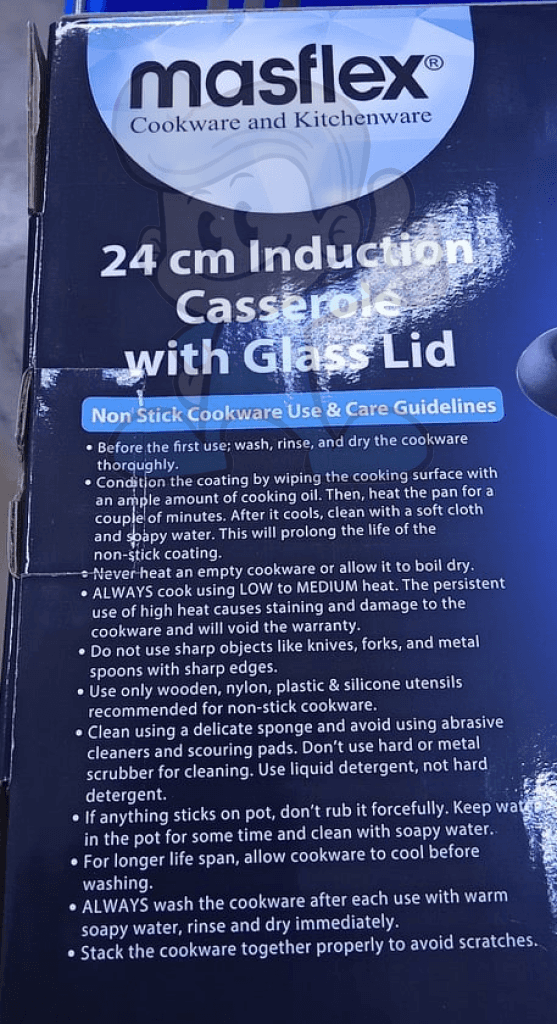 masflex®
Cookware and Kitchenware
24 cm Induction
Casserole
with Glass Lid
Non Stick Cookware Use & Care Guidelines
• Before the first use; wash, rinse, and dry the cookware
thoroughly.
• Condition the coating by wiping the cooking surface with
an ample amount of cooking oil. Then, heat the pan for a
couple of minutes. After it cools, clean with a soft cloth
and soapy water. This will prolong the life of the
non-stick coating.
• Never heat an empty cookware or allow it to boil dry.
• ALWAYS cook using LOW to MEDIUM heat. The persistent
use of high heat causes staining and damage to the
cookware and will void the warranty.
• Do not use sharp objects like knives, forks, and metal
spoons with sharp edges.
• Use only wooden, nylon, plastic & silicone utensils
recommended for non-stick cookware.
• Clean using a delicate sponge and avoid using abrasive
cleaners and scouring pads. Don't use hard or metal
scrubber for cleaning. Use liquid detergent, not hard
detergent.
• If anything sticks on pot, don't rub it forcefully. Keep water
in the pot for some time and clean with soapy water.
• For longer life span, allow cookware to cool before
washing.
• ALWAYS wash the cookware after each use with warm
soapy water, rinse and dry immediately.
• Stack the cookware together properly to avoid scratches.